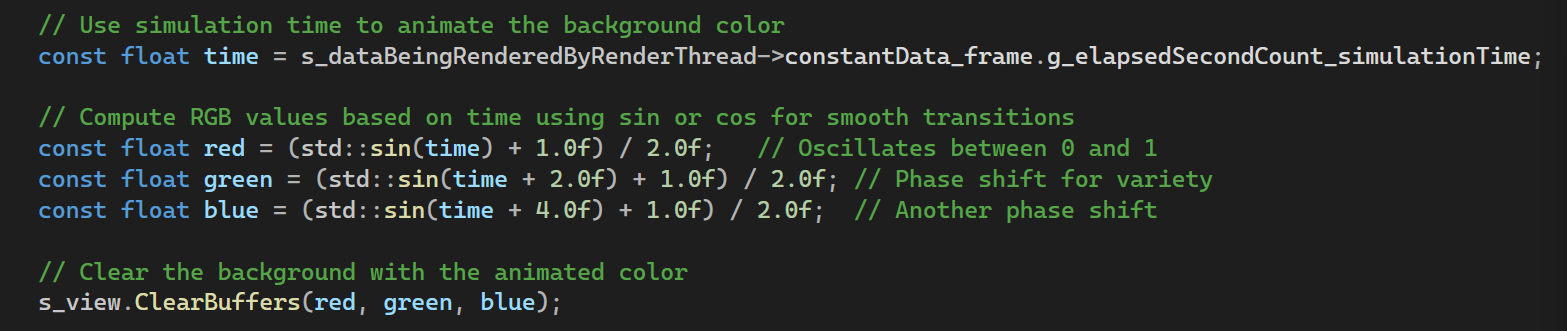 // Use simulation time to animate the background color
const float time = s_dataBeingRenderedByRenderThread->constantData_frame.g_elapsedSecondCount_simulationTime;
// Compute RGB values based on time using sin or cos for smooth transitions
const float red = (std::sin(time) + 1.0f) / 2.0f;   // Oscillates between 0 and 1
const float green = (std::sin(time + 2.0f) + 1.0f) / 2.0f; // Phase shift for variety
const float blue = (std::sin(time + 4.0f) + 1.0f) / 2.0f;  // Another phase shift
// Clear the background with the animated color
s_view.ClearBuffers(red, green, blue);